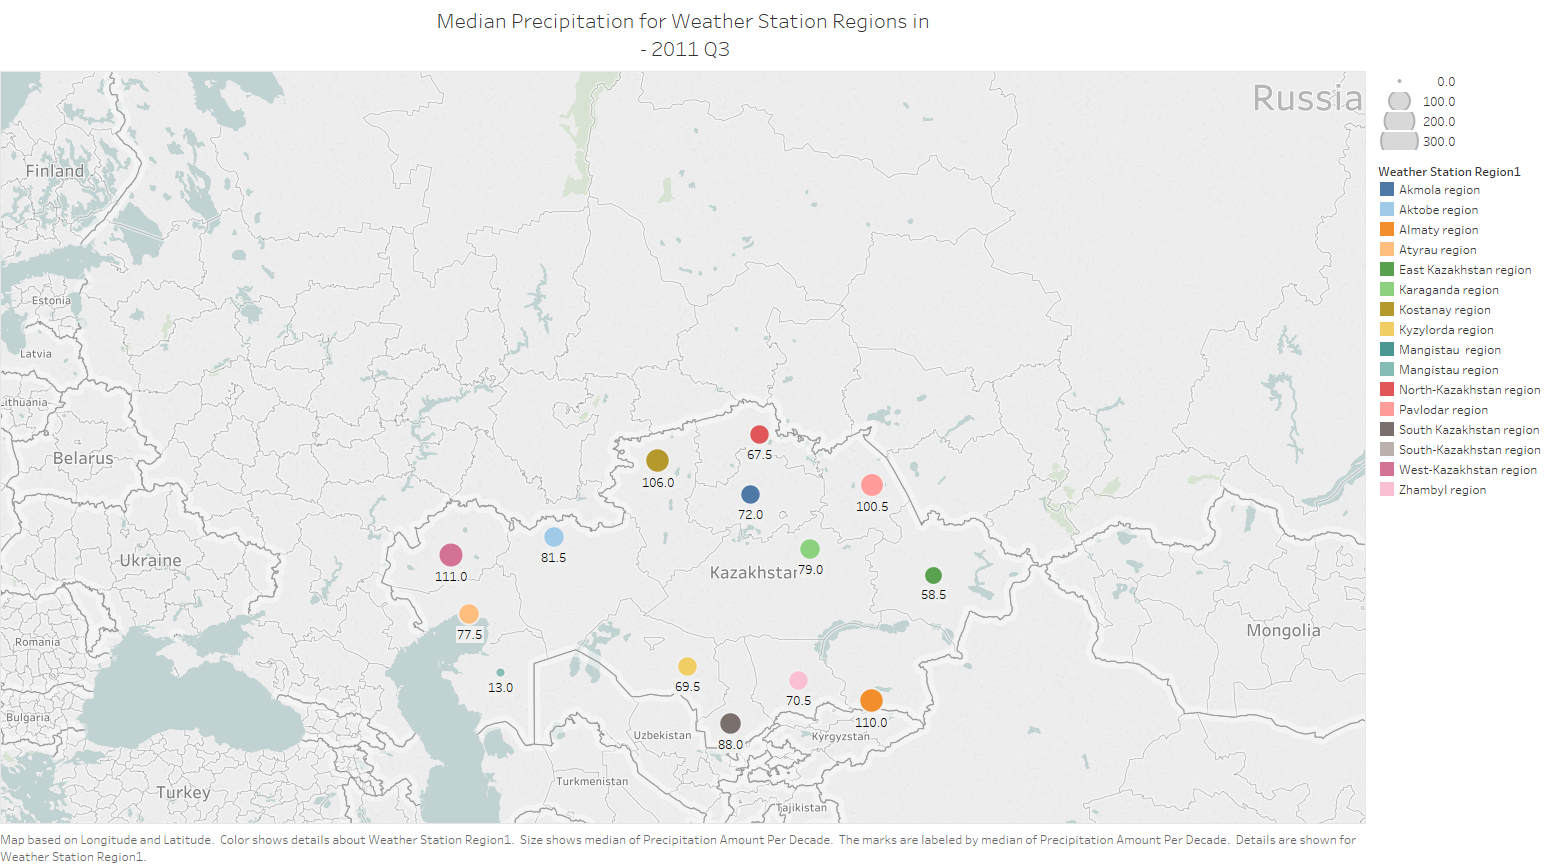 Median Precipitation for Weather Station Regions in
- 2011 Q3
Russia
Finland
Estonia
Latvia
Lithuania
Belarus
Ukraine
Romania
Bulgaria
Turkey
Kazakhstan
Uzbekistan
Turkmenistan
Kyrgyzstan
Tajikistan
Mongolia
67.5
106.0
72.0
100.5
81.5
111.0
79.0
58.5
77.5
13.0
69.5
70.5
88.0
110.0
0.0
100.0
200.0
300.0
Weather Station Region1
Akmola region
Aktobe region
Almaty region
Atyrau region
East Kazakhstan region
Karaganda region
Kostanay region
Kyzylorda region
Mangistau  region
Mangistau region
North-Kazakhstan region
Pavlodar region
South Kazakhstan region
South-Kazakhstan region
West-Kazakhstan region
Zhambyl region
Map based on Longitude and Latitude.  Color shows details about Weather Station Region1.  Size shows median of Precipitation Amount Per Decade.  The marks are labeled by median of Precipitation Amount Per Decade.  Details are shown for
Weather Station Region1.